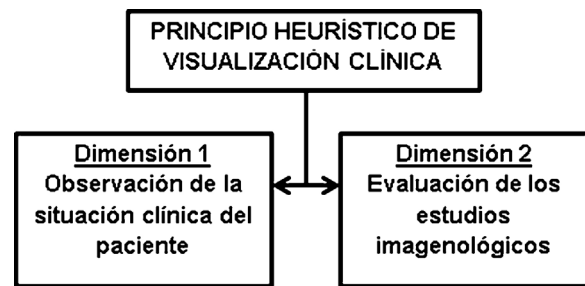 PRINCIPIO HEURÍSTICO DE
VISUALIZACIÓN CLÍNICA
Dimensión 1
Observación de la
situación clínica del
paciente
Dimensión 2
Evaluación de los
estudios
imagenológicos